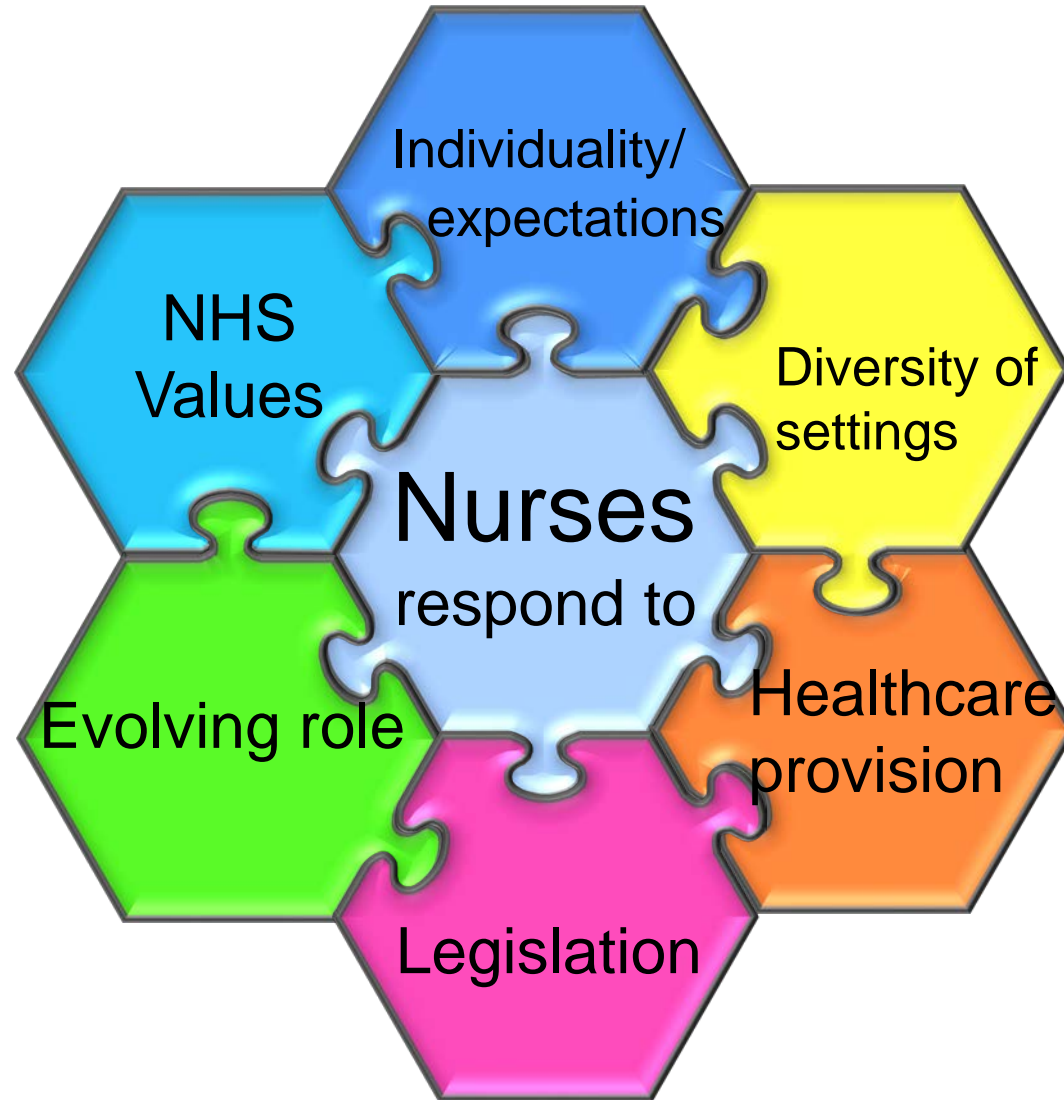 Individuality/
expectations
NHS
Values
Diversity of
settings
Nurses
respond to
Evolving role
Healthcare
provision
Legislation